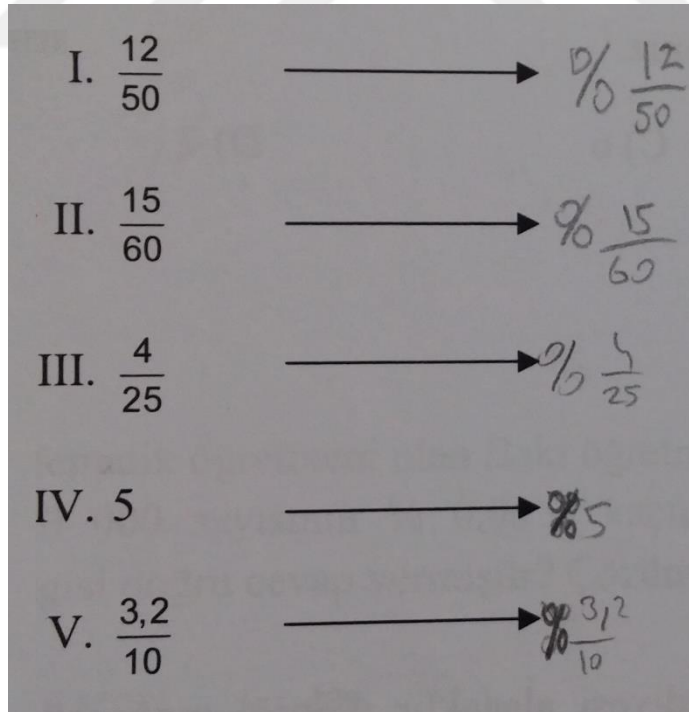 I. 12/50 → % 12/50
II. 15/60 → % 15/60
III. 4/25 → % 4/25
IV. 5 → % 5
V. 3,2/10 → % 3,2/10